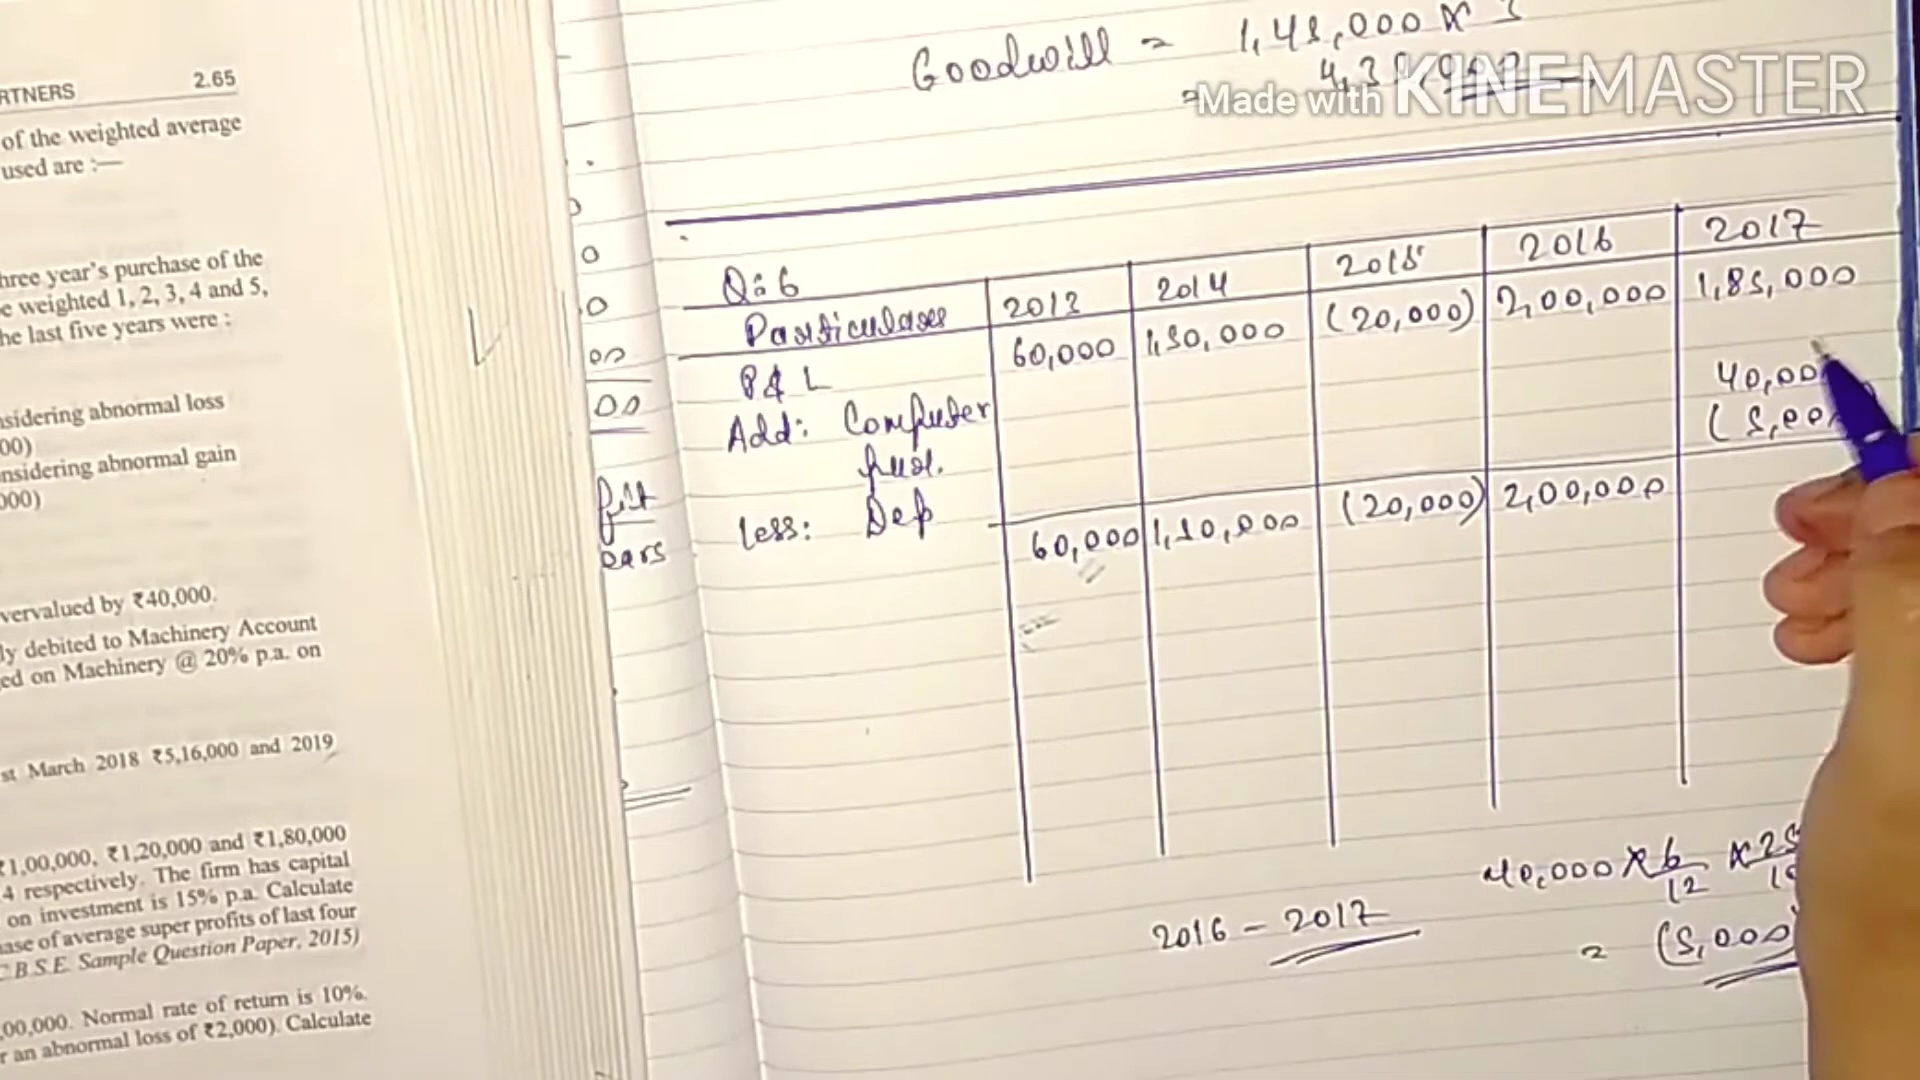 RTNERS 2.65
of the weighted average
used are :—
hree year's purchase of the
e weighted 1, 2, 3, 4 and 5,
he last five years were :
nsidering abnormal loss
00)
nsidering abnormal gain
000)
vervalued by ₹40,000.
ly debited to Machinery Account
ed on Machinery @ 20% p.a. on
st March 2018 ₹5,16,000 and 2019
₹1,00,000, ₹1,20,000 and ₹1,80,000
4 respectively. The firm has capital
on investment is 15% p.a. Calculate
ase of average super profits of last four
C.B.S.E. Sample Question Paper, 2015)
,00,000. Normal rate of return is 10%.
r an abnormal loss of ₹2,000). Calculate
Goodwill = 1,45,000 x 3
=
Made with KINEMASTER
Q:6
Particulars 2013 2014 2015 2016 2017
P & L 60,000 1,50,000 (20,000) 2,00,000 1,85,000
Add: Computer 40,00
pur.
Less: Dep (5,00
60,000 1,50,000 (20,000) 2,00,000
40,000 x 6/12 x 25
2016 - 2017
= (5,000)